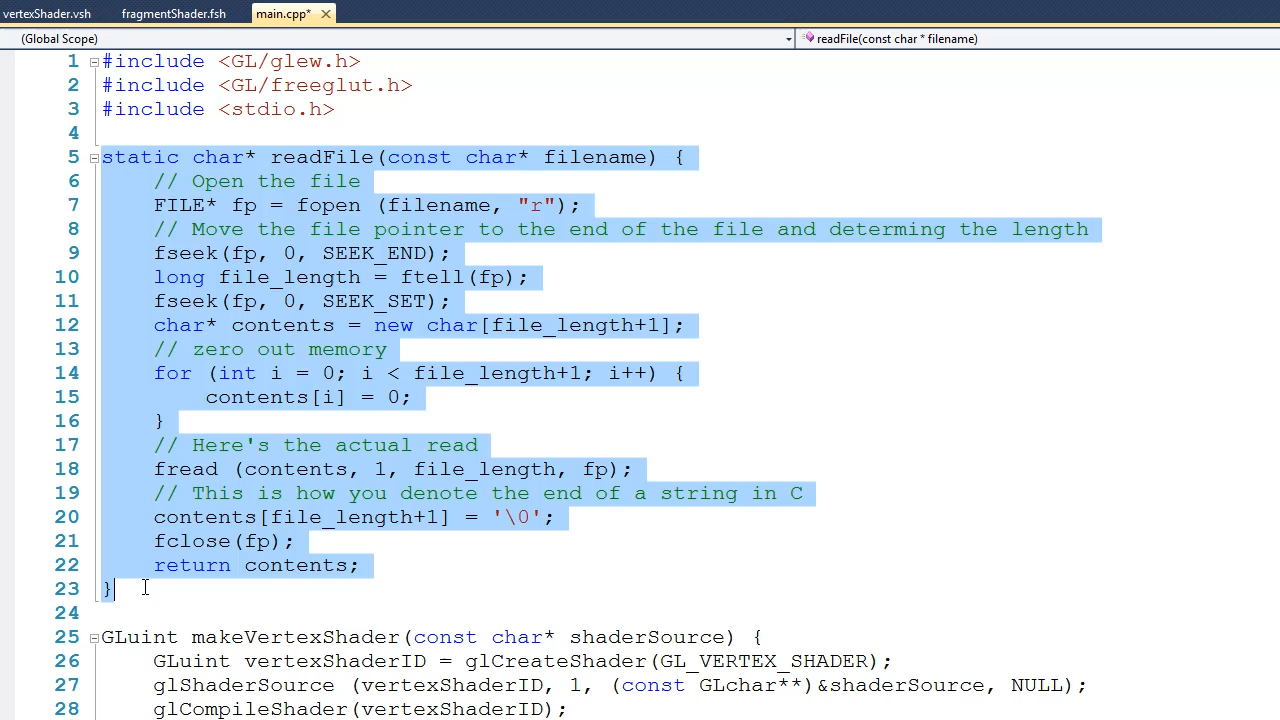 vertexShader.vsh fragmentShader.fsh main.cpp* ×
(Global Scope) readFile(const char * filename)
1 #include <GL/glew.h>
2 #include <GL/freeglut.h>
3 #include <stdio.h>
4
5 static char* readFile(const char* filename) {
6 // Open the file
7 FILE* fp = fopen (filename, "r");
8 // Move the file pointer to the end of the file and determing the length
9 fseek(fp, 0, SEEK_END);
10 long file_length = ftell(fp);
11 fseek(fp, 0, SEEK_SET);
12 char* contents = new char[file_length+1];
13 // zero out memory
14 for (int i = 0; i < file_length+1; i++) {
15 contents[i] = 0;
16 }
17 // Here's the actual read
18 fread (contents, 1, file_length, fp);
19 // This is how you denote the end of a string in C
20 contents[file_length+1] = '\0';
21 fclose(fp);
22 return contents;
23 }
24
25 GLuint makeVertexShader(const char* shaderSource) {
26 GLuint vertexShaderID = glCreateShader(GL_VERTEX_SHADER);
27 glShaderSource (vertexShaderID, 1, (const GLchar**)&shaderSource, NULL);
28 glCompileShader(vertexShaderID);